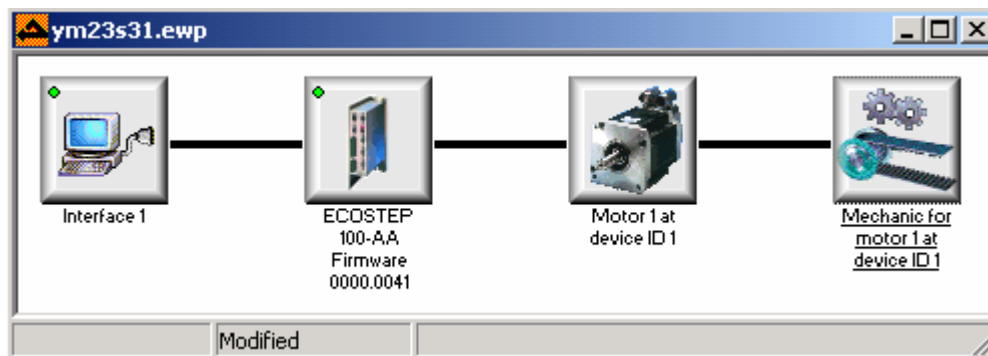 ym23s31.ewp
Interface 1
ECOSTEP
100-AA
Firmware
0000.0041
Motor 1 at
device ID 1
Mechanic for
motor 1 at
device ID 1
Modified